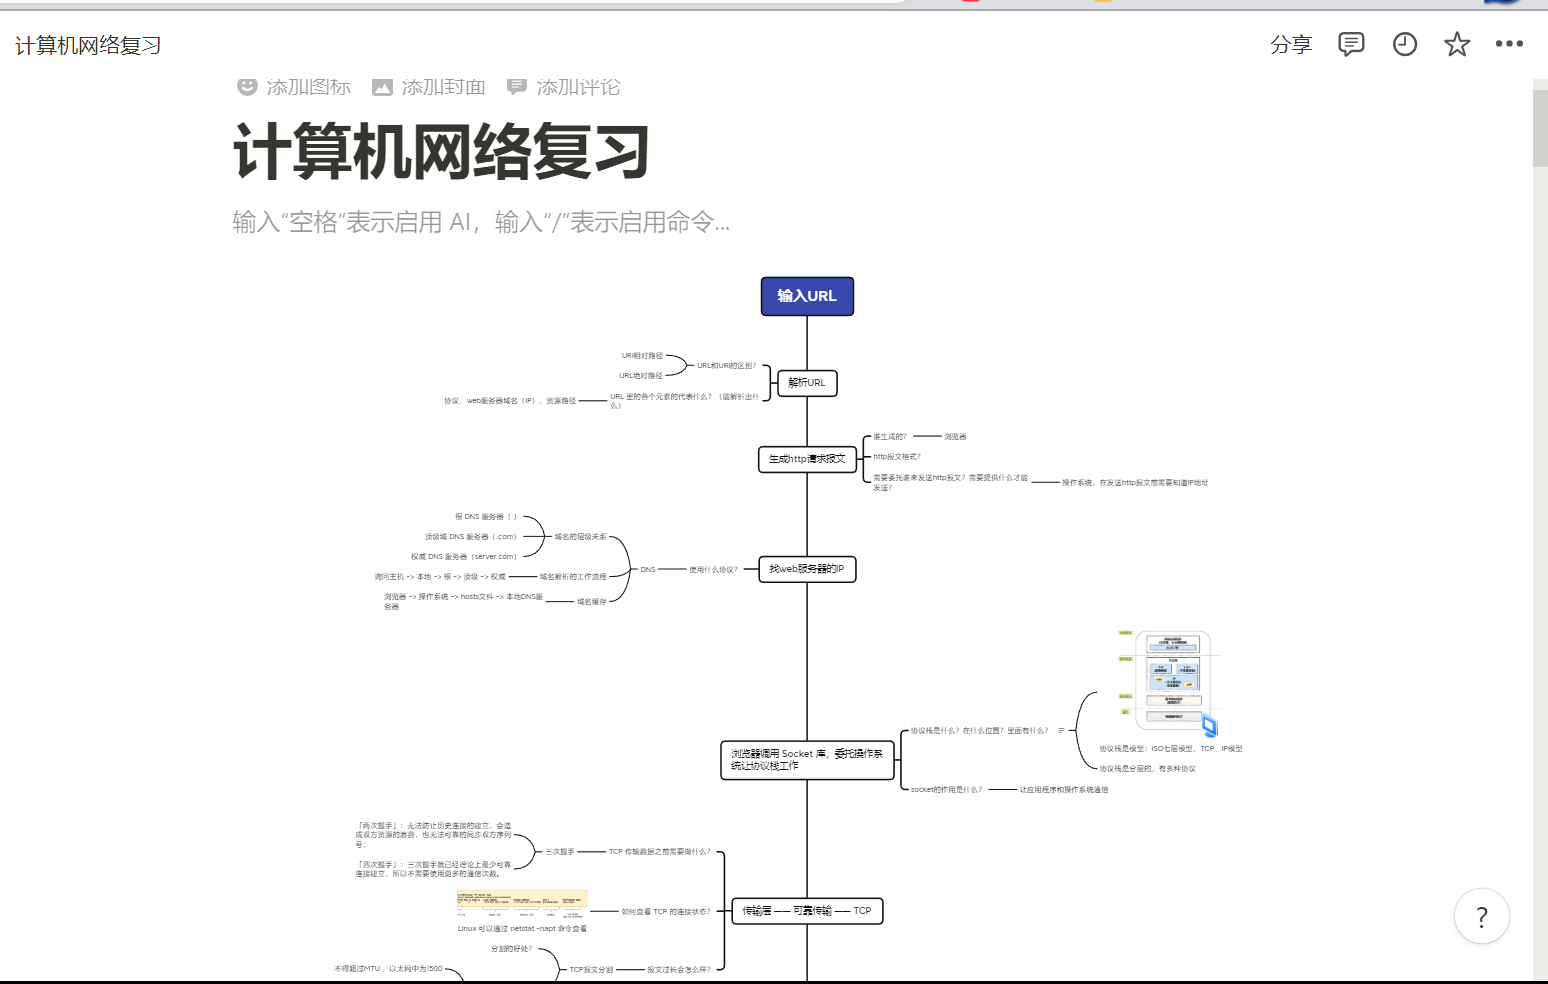 计算机网络复习
分享
添加图标 添加封面 添加评论
计算机网络复习
输入“空格”表示启用 AI，输入“/”表示启用命令...
输入URL
URI相对路径
URL绝对路径
URL和URI的区别？
解析URL
协议、web服务器域名（IP）、资源路径
URL 里的各个元素的代表什么？（能解析出什
么）
生成http请求报文
谁生成的？
浏览器
http报文格式？
需要委托谁来发送http报文？需要提供什么才能
发送？
操作系统，在发送http报文前需要知道IP地址
根 DNS 服务器（.）
顶级域 DNS 服务器（.com）
权威 DNS 服务器（server.com）
域名的层级关系
询问主机 -> 本地 -> 根 -> 顶级 -> 权威
域名解析的工作流程
浏览器 -> 操作系统 -> hosts文件 -> 本地DNS服
务器
域名缓存
DNS
使用什么协议？
找web服务器的IP
浏览器调用 Socket 库，委托操作系
统让协议栈工作
协议栈是什么？在什么位置？里面有什么？
协议栈是模型：ISO七层模型、TCP、IP模型
协议栈是分层的，有多种协议
socket的作用是什么？
让应用程序和操作系统通信
「两次握手」：无法防止历史连接的建立，会造
成双方资源的浪费，也无法可靠的同步双方序列
号；
「四次握手」：三次握手就已经理论上最少可靠
连接建立，所以不需要使用更多的通信次数。
三次握手
TCP 传输数据之前需要做什么？
如何查看 TCP 的连接状态？
Linux 可以通过 netstat -napt 命令查看
传输层 —— 可靠传输 —— TCP
分割的好处？
不得超过MTU ，以太网中为1500
TCP报文分割
报文过长会怎么样？
?